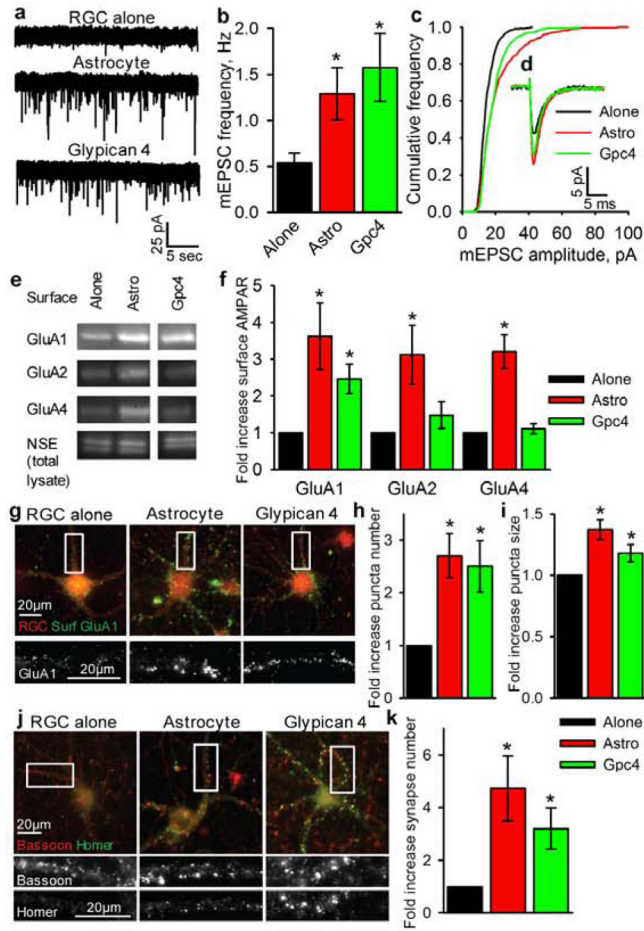 a
RGC alone
Astrocyte
Glypican 4
25 pA
5 sec
b
mEPSC frequency, Hz
2.0
1.5
1.0
0.5
0.0
* *
Alone
Astro
Gpc4
c
Cumulative frequency
1.0
0.8
0.6
0.4
0.2
0.0
0 20 40 60 80 100
mEPSC amplitude, pA
d
Alone
Astro
Gpc4
5 pA
5 ms
e
Surface
Alone
Astro
Gpc4
GluA1
GluA2
GluA4
NSE
(total
lysate)
f
Fold increase surface AMPAR
5
4
3
2
1
0
* * * *
GluA1 GluA2 GluA4
Alone
Astro
Gpc4
g
RGC alone Astrocyte Glypican 4
20µm
RGC Surf GluA1
GluA1 20µm
h
Fold increase puncta number
3
2
1
0
* *
i
Fold increase puncta size
1.5
1.0
0.5
0.0
* *
j
RGC alone Astrocyte Glypican 4
20µm
Bassoon Homer
Bassoon
Homer 20µm
k
Fold increase synapse number
6
4
2
0
* *
Alone
Astro
Gpc4